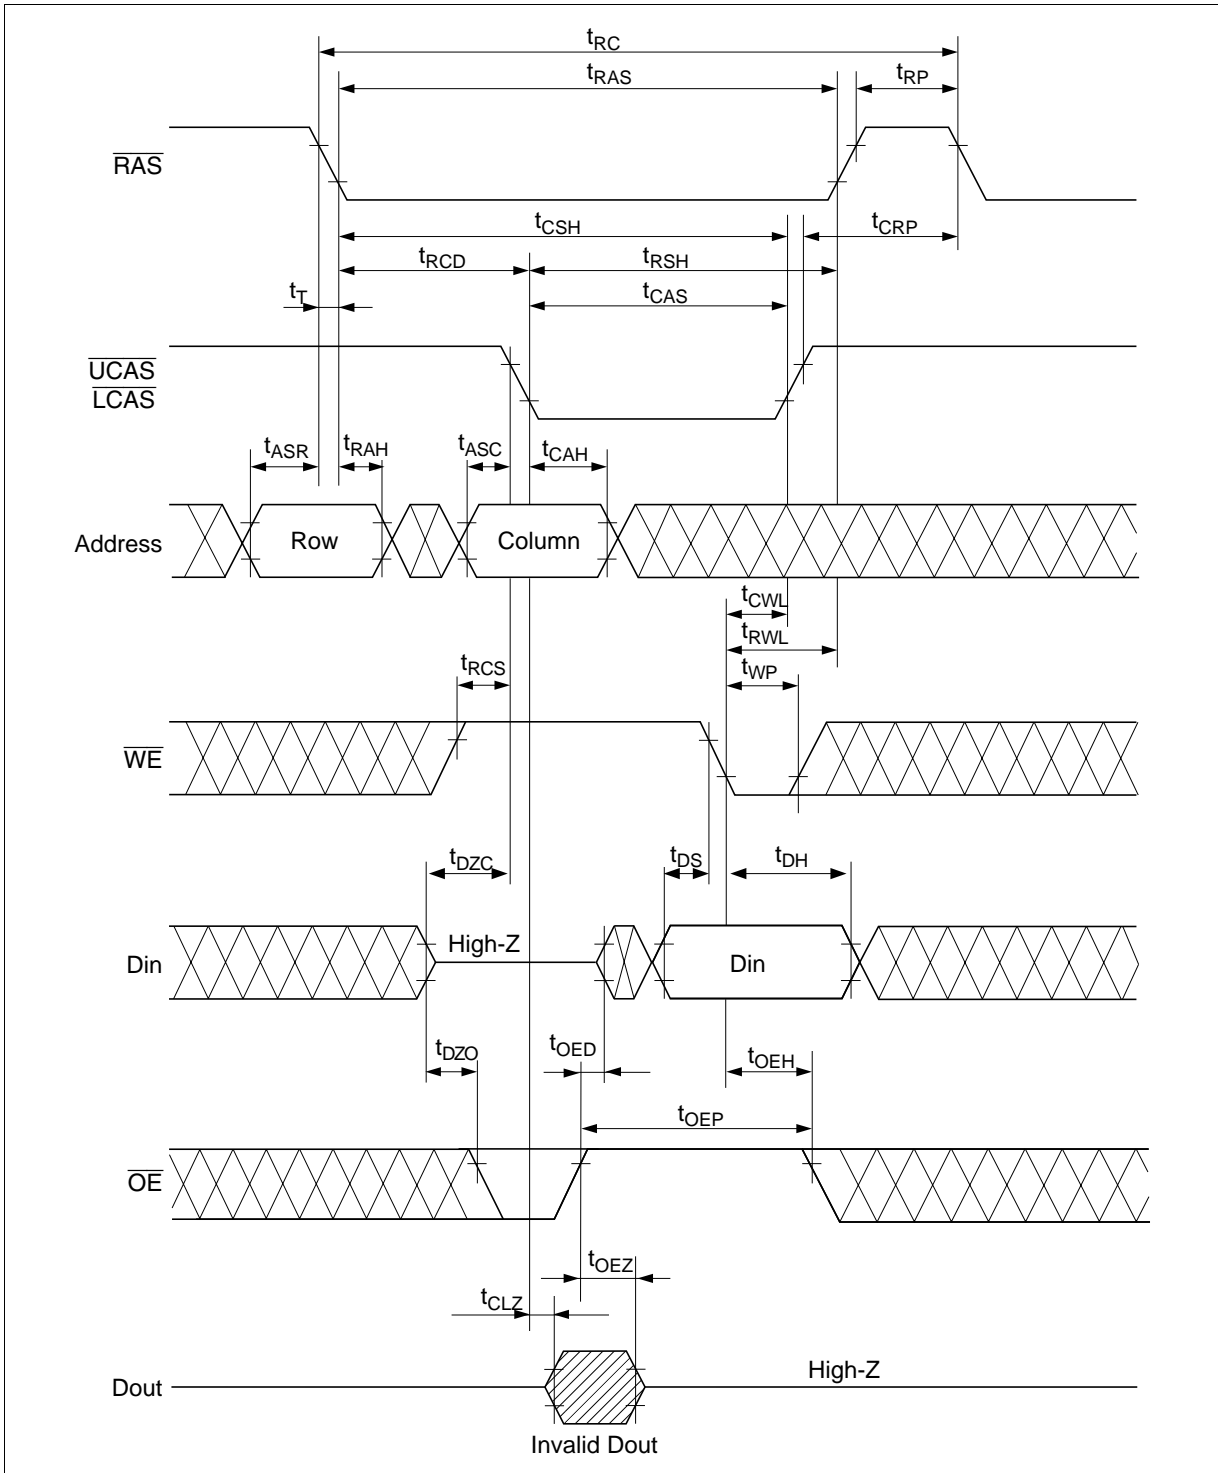 tRC
tRAS
tRP
RAS
tCSH
tCRP
tRCD
tRSH
tT
tCAS
UCAS
LCAS
tASR
tRAH
tASC
tCAH
Address
Row
Column
tCWL
tRWL
tRCS
tWP
WE
tDZC
tDS
tDH
Din
High-Z
Din
tDZO
tOED
tOEH
tOEP
OE
tOEZ
tCLZ
Dout
High-Z
Invalid Dout